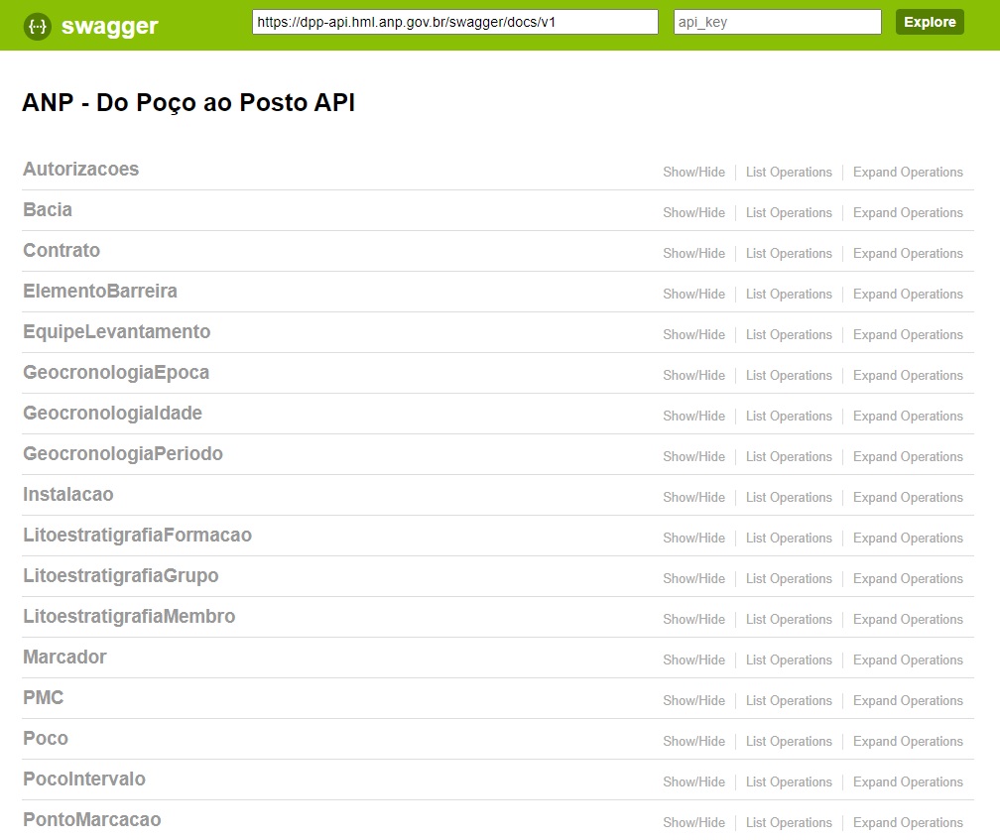 swagger https://dpp-api.hml.anp.gov.br/swagger/docs/v1 api_key Explore
ANP - Do Poço ao Posto API
Autorizacoes Show/Hide List Operations Expand Operations
Bacia Show/Hide List Operations Expand Operations
Contrato Show/Hide List Operations Expand Operations
ElementoBarreira Show/Hide List Operations Expand Operations
EquipeLevantamento Show/Hide List Operations Expand Operations
GeocronologiaEpoca Show/Hide List Operations Expand Operations
GeocronologiaIdade Show/Hide List Operations Expand Operations
GeocronologiaPeriodo Show/Hide List Operations Expand Operations
Instalacao Show/Hide List Operations Expand Operations
LitoestratigrafiaFormacao Show/Hide List Operations Expand Operations
LitoestratigrafiaGrupo Show/Hide List Operations Expand Operations
LitoestratigrafiaMembro Show/Hide List Operations Expand Operations
Marcador Show/Hide List Operations Expand Operations
PMC Show/Hide List Operations Expand Operations
Poco Show/Hide List Operations Expand Operations
PocoIntervalo Show/Hide List Operations Expand Operations
PontoMarcacao Show/Hide List Operations Expand Operations